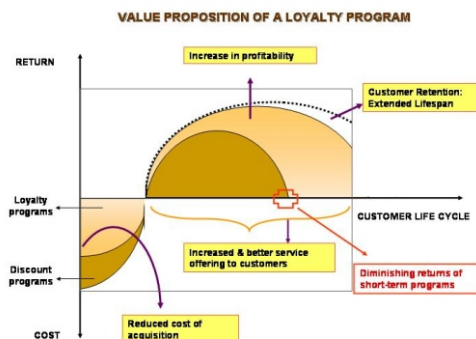 VALUE PROPOSITION OF A LOYALTY PROGRAM
RETURN
Increase in profitability
Customer Retention:
Extended Lifespan
Loyalty
programs
CUSTOMER LIFE CYCLE
Discount
programs
Increased & better service
offering to customers
Diminishing returns of
short-term programs
Reduced cost of
acquisition
COST